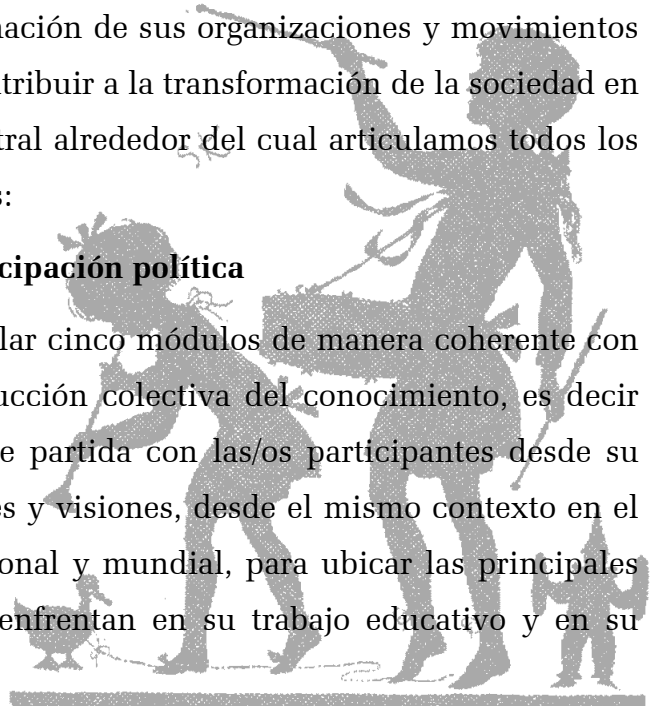 nación de sus organizaciones y movimientos
tribuir a la transformación de la sociedad en
tral alrededor del cual articulamos todos los
s:
cipación política
lar cinco módulos de manera coherente con
ucción colectiva del conocimiento, es decir
e partida con las/os participantes desde su
es y visiones, desde el mismo contexto en el
onal y mundial, para ubicar las principales
enfrentan en su trabajo educativo y en su